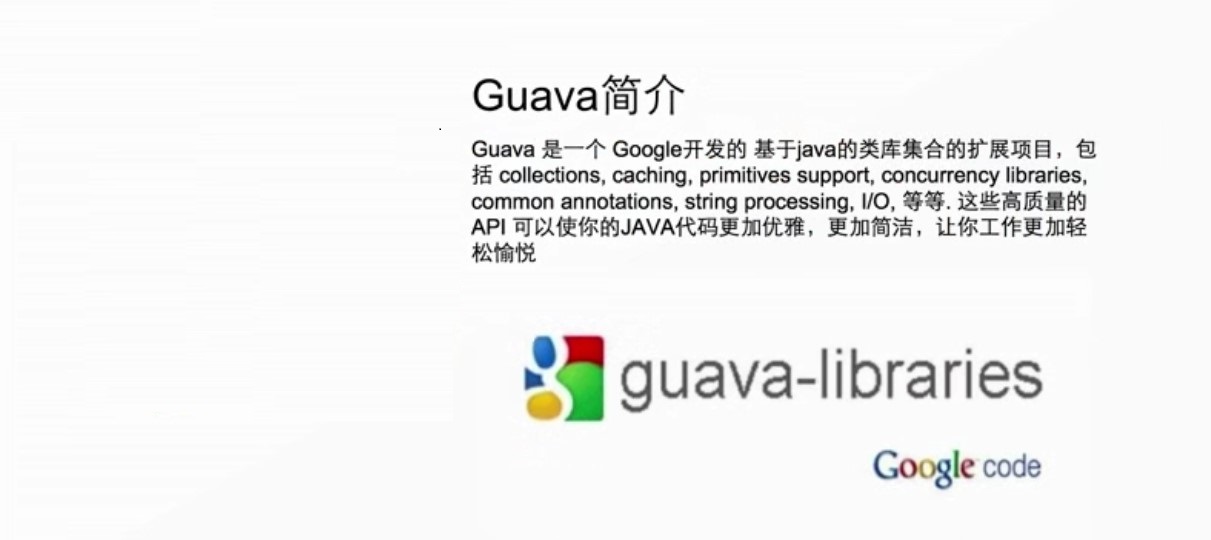 Guava简介
Guava 是一个 Google开发的 基于java的类库集合的扩展项目，包
括 collections, caching, primitives support, concurrency libraries,
common annotations, string processing, I/O, 等等. 这些高质量的
API 可以使你的JAVA代码更加优雅，更加简洁，让你工作更加轻
松愉悦
guava-libraries
Google code